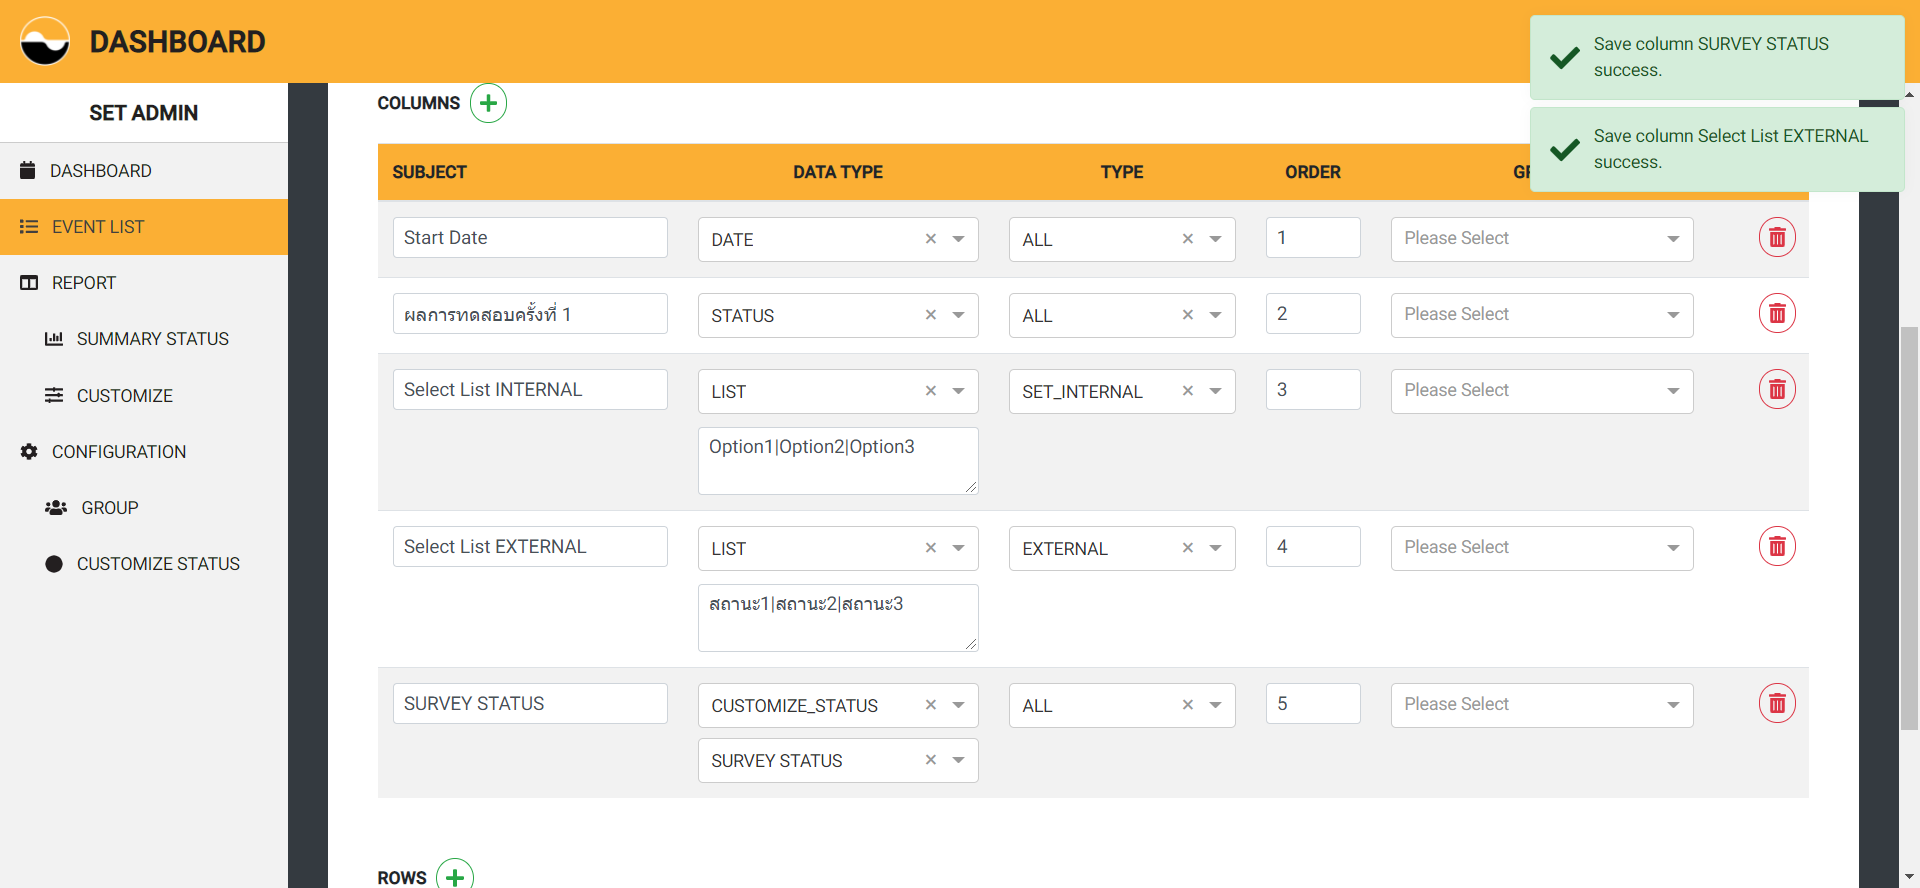 DASHBOARD
Save column SURVEY STATUS
success.
Save column Select List EXTERNAL
success.
SET ADMIN
DASHBOARD
EVENT LIST
REPORT
SUMMARY STATUS
CUSTOMIZE
CONFIGURATION
GROUP
CUSTOMIZE STATUS
COLUMNS
SUBJECT DATA TYPE TYPE ORDER
Start Date DATE ALL 1 Please Select
ผลการทดสอบครั้งที่ 1 STATUS ALL 2 Please Select
Select List INTERNAL LIST SET_INTERNAL 3 Please Select
Option1|Option2|Option3
Select List EXTERNAL LIST EXTERNAL 4 Please Select
สถานะ1|สถานะ2|สถานะ3
SURVEY STATUS CUSTOMIZE_STATUS ALL 5 Please Select
SURVEY STATUS
ROWS